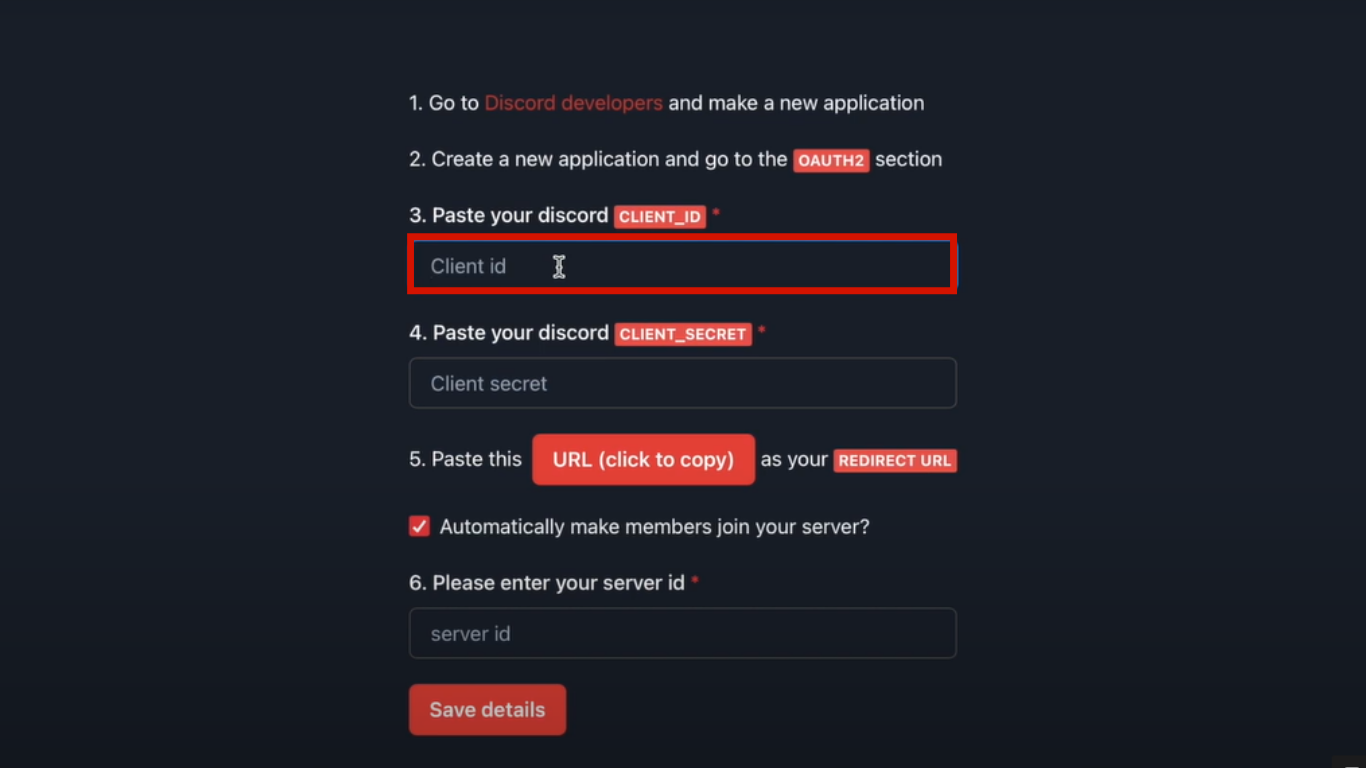 1. Go to Discord developers and make a new application
2. Create a new application and go to the OAUTH2 section
3. Paste your discord CLIENT_ID *
Client id
4. Paste your discord CLIENT_SECRET *
Client secret
5. Paste this URL (click to copy) as your REDIRECT URL
Automatically make members join your server?
6. Please enter your server id *
server id
Save details